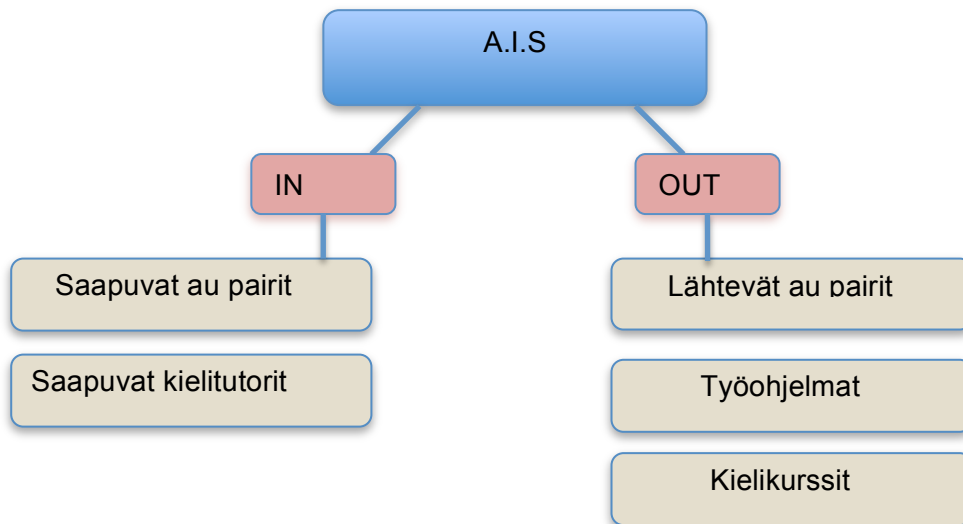 A.I.S
IN
OUT
Saapuvat au pairit
Lähtevät au pairit
Saapuvat kielitutorit
Työohjelmat
Kielikurssit